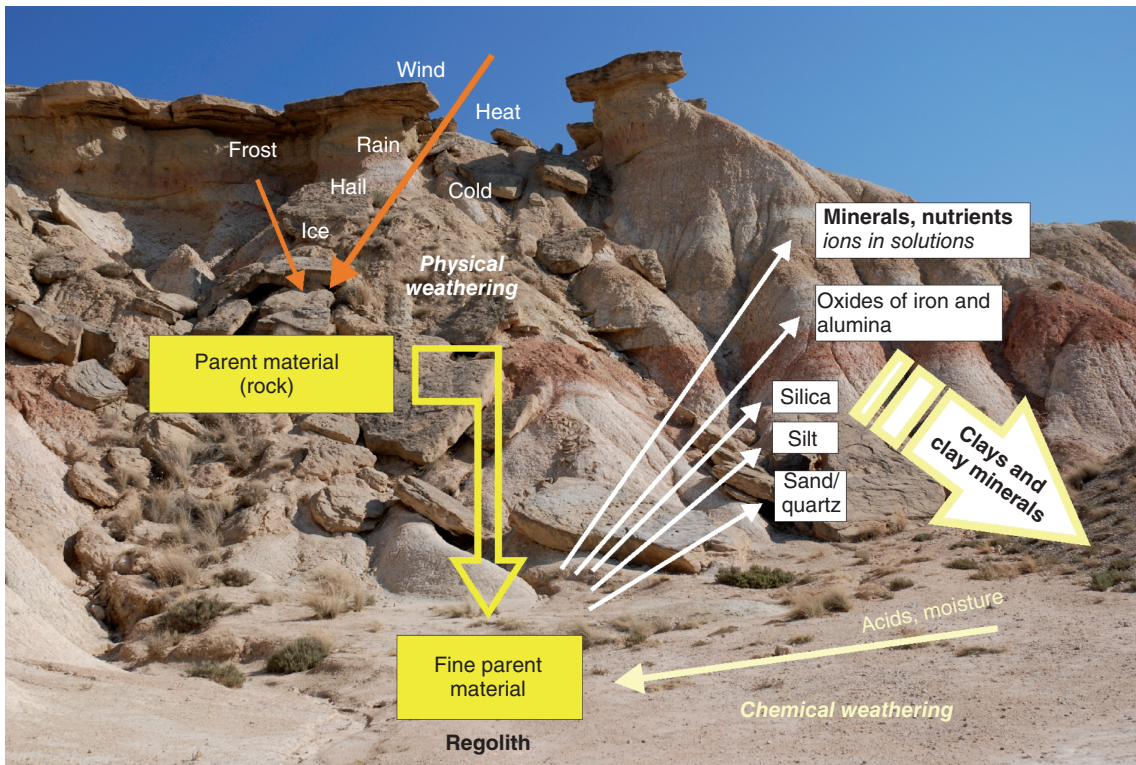 Wind
Heat
Frost
Rain
Hail
Cold
Ice
Physical
weathering
Minerals, nutrients
ions in solutions
Oxides of iron and
alumina
Parent material
(rock)
Silica
Silt
Sand/
quartz
Clays and
clay minerals
Acids, moisture
Fine parent
material
Chemical weathering
Regolith